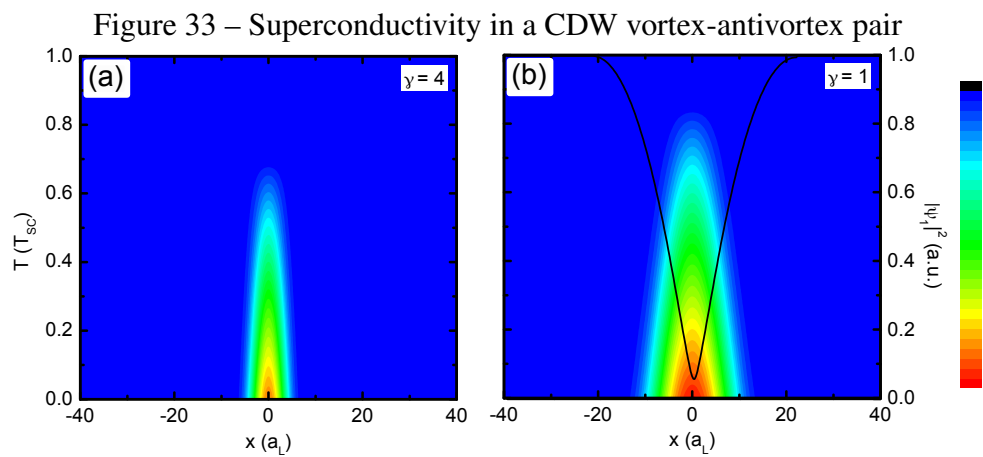 Figure 33 – Superconductivity in a CDW vortex-antivortex pair
(a)
γ = 4
(b)
γ = 1
1.0
0.8
0.6
0.4
0.2
0.0
T (T_SC)
-40
-20
0
20
40
x (a_L)
-40
-20
0
20
40
x (a_L)
1.0
0.8
0.6
0.4
0.2
0.0
|ψ_1|^2 (a.u.)